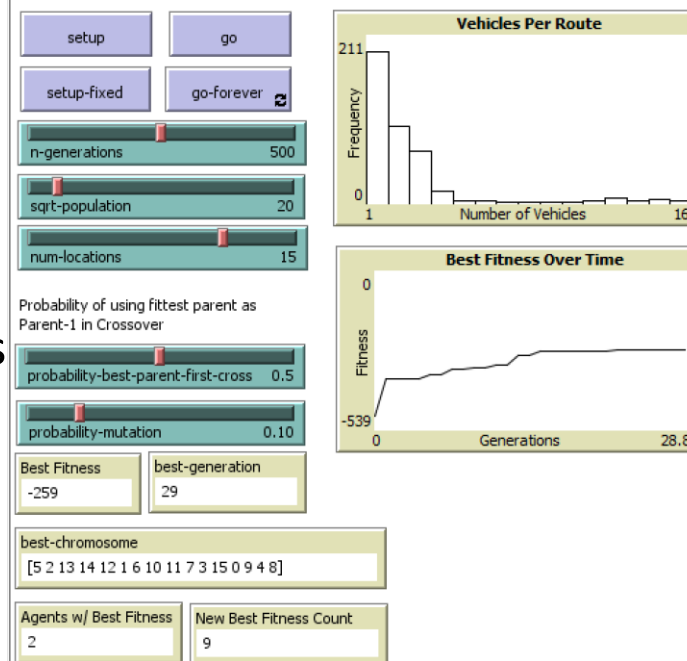 setup
go
setup-fixed
go-forever
n-generations 500
sqrt-population 20
num-locations 15
Probability of using fittest parent as
Parent-1 in Crossover
s
probability-best-parent-first-cross 0.5
probability-mutation 0.10
Best Fitness
-259
best-generation
29
best-chromosome
[5 2 13 14 12 1 6 10 11 7 3 15 0 9 4 8]
Agents w/ Best Fitness
2
New Best Fitness Count
9
Vehicles Per Route
211
Frequency
0
1
Number of Vehicles
16
Best Fitness Over Time
0
Fitness
-539
0
Generations
28.8